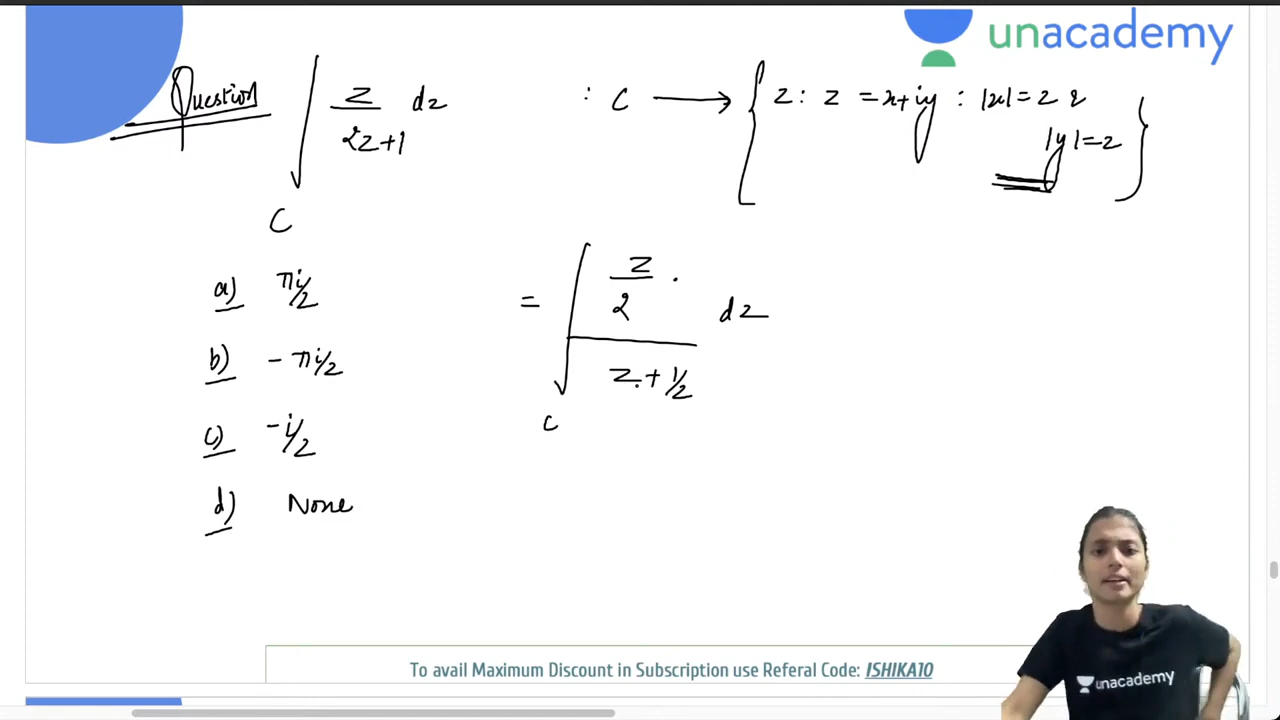 unacademy
Question ∫ z/(2z+1) dz : C → { z : z = x+iy : |x| = 2 &
|y| = 2 }
C
a) πi/2
= ∫ (z/2)/(z + 1/2) dz
b) - πi/2
C
c) - i/2
d) None
unacademy
To avail Maximum Discount in Subscription use Referal Code: ISHIKA10